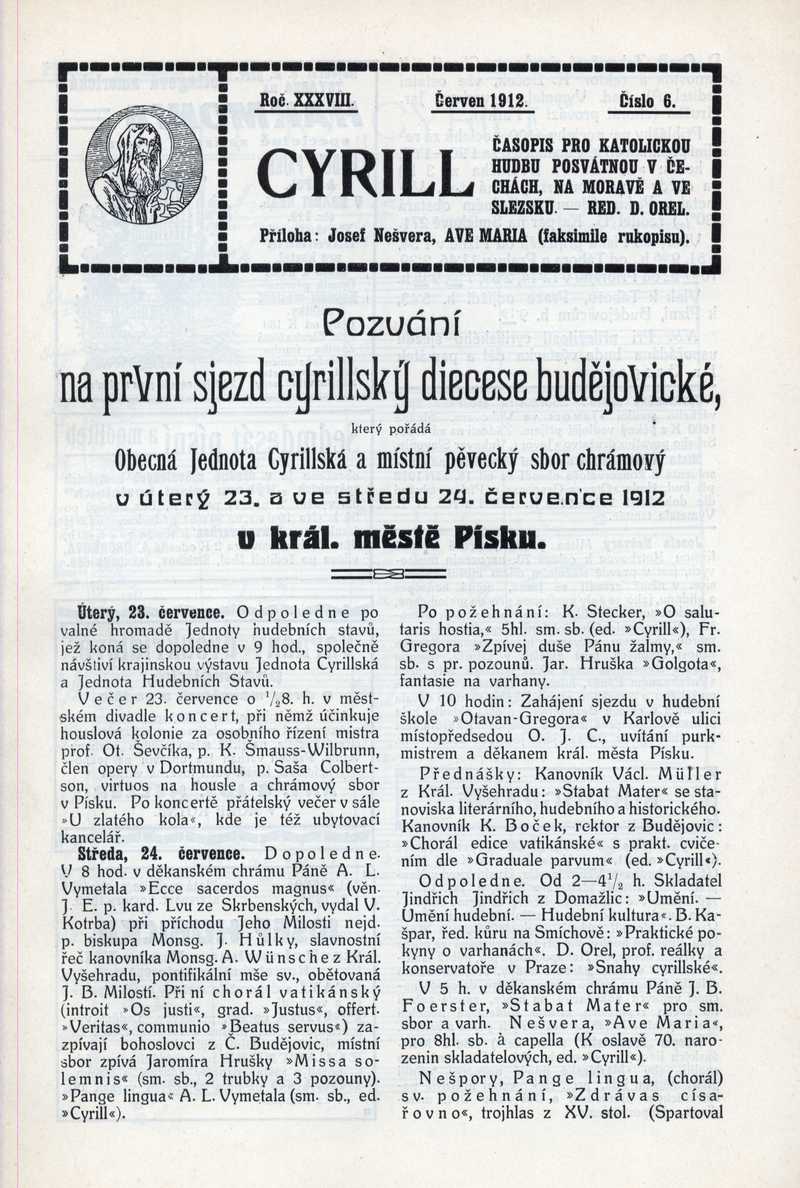 Roč. XXXVIII. Červen 1912. Číslo 6.
CYRILL
ČASOPIS PRO KATOLICKOU
HUDBU POSVÁTNOU V ČE-
CHÁCH, NA MORAVĚ A VE
SLEZSKU. — RED. D. OREL.
Příloha: Josef Nešvera, AVE MARIA (faksimile rukopisu).
Pozvání
na první sjezd cyrillský diecese budějovické,
který pořádá
Obecná Jednota Cyrillská a místní pěvecký sbor chrámový
v úterý 23. a ve středu 24. července 1912
v král. městě Písku.
Úterý, 23. července. Odpoledne po
valné hromadě Jednoty hudebních stavů,
jež koná se dopoledne v 9 hod., společně
návštiví krajinskou výstavu Jednota Cyrillská
a Jednota Hudebních Stavů.
Večer 23. července o 1/28. h. v měst-
ském divadle koncert, při němž účinkuje
houslová kolonie za osobního řízení mistra
prof. Ot. Ševčíka, p. K. Šmauss-Wilbrunn,
člen opery v Dortmundu, p. Saša Colbert-
son, virtuos na housle a chrámový sbor
v Písku. Po koncertě přátelský večer v sále
»U zlatého kola«, kde je též ubytovací
kancelář.
Středa, 24. července. Dopoledne.
V 8 hod. v děkanském chrámu Páně A. L.
Vymetala »Ecce sacerdos magnus« (věn.
J. E. p. kard. Lvu ze Skrbenských, vydal V.
Kotrba) při příchodu Jeho Milosti nejd.
p. biskupa Monsg. J. Hůlky, slavnostní
řeč kanovníka Monsg. A. Wünsche z Král.
Vyšehradu, pontifikální mše sv., obětovaná
J. B. Milostí. Při ní chorál vatikánský
(introit »Os justi«, grad. »Justus«, offert.
»Veritas«, communio »Beatus servus«) za-
zpívají bohoslovci z Č. Budějovic, místní
sbor zpívá Jaromíra Hrušky »Missa so-
lemnis« (sm. sb., 2 trubky a 3 pozouny).
»Pange lingua« A. L. Vymetala (sm. sb., ed.
»Cyrill«).
Po požehnání: K. Stecker, »O salu-
taris hostia,« 5hl. sm. sb. (ed. »Cyrill«), Fr.
Gregora »Zpívej duše Pánu žalmy,« sm.
sb. s pr. pozounů. Jar. Hruška »Golgota«,
fantasie na varhany.
V 10 hodin: Zahájení sjezdu v hudební
škole »Otavan-Gregora« v Karlově ulici
místopředsedou O. J. C., uvítání purk-
mistrem a děkanem král. města Písku.
Přednášky: Kanovník Václ. Müller
z Král. Vyšehradu: »Stabat Mater« se sta-
noviska literárního, hudebního a historického.
Kanovník K. Boček, rektor z Budějovic:
»Chorál edice vatikánské« s prakt. cviče-
ním dle »Graduale parvum« (ed. »Cyrill«).
Odpoledne. Od 2—41/2 h. Skladatel
Jindřich Jindřich z Domažlic: »Umění. —
Umění hudební. — Hudební kultura«. B. Ka-
špar, řed. kůru na Smíchově: »Praktické po-
kyny o varhanách«. D. Orel, prof. reálky a
konservatoře v Praze: »Snahy cyrillské«.
V 5 h. v děkanském chrámu Páně J. B.
Foerster, »Stabat Mater« pro sm.
sbor a varh. Nešvera, »Ave Maria«,
pro 8hl. sb. à capella (K oslavě 70. naro-
zenin skladatelových, ed. »Cyrill«).
Nešpory, Pange lingua, (chorál)
sv. požehnání, »Zdrávas císa-
řovno«, trojhlas z XV. stol. (Spartoval